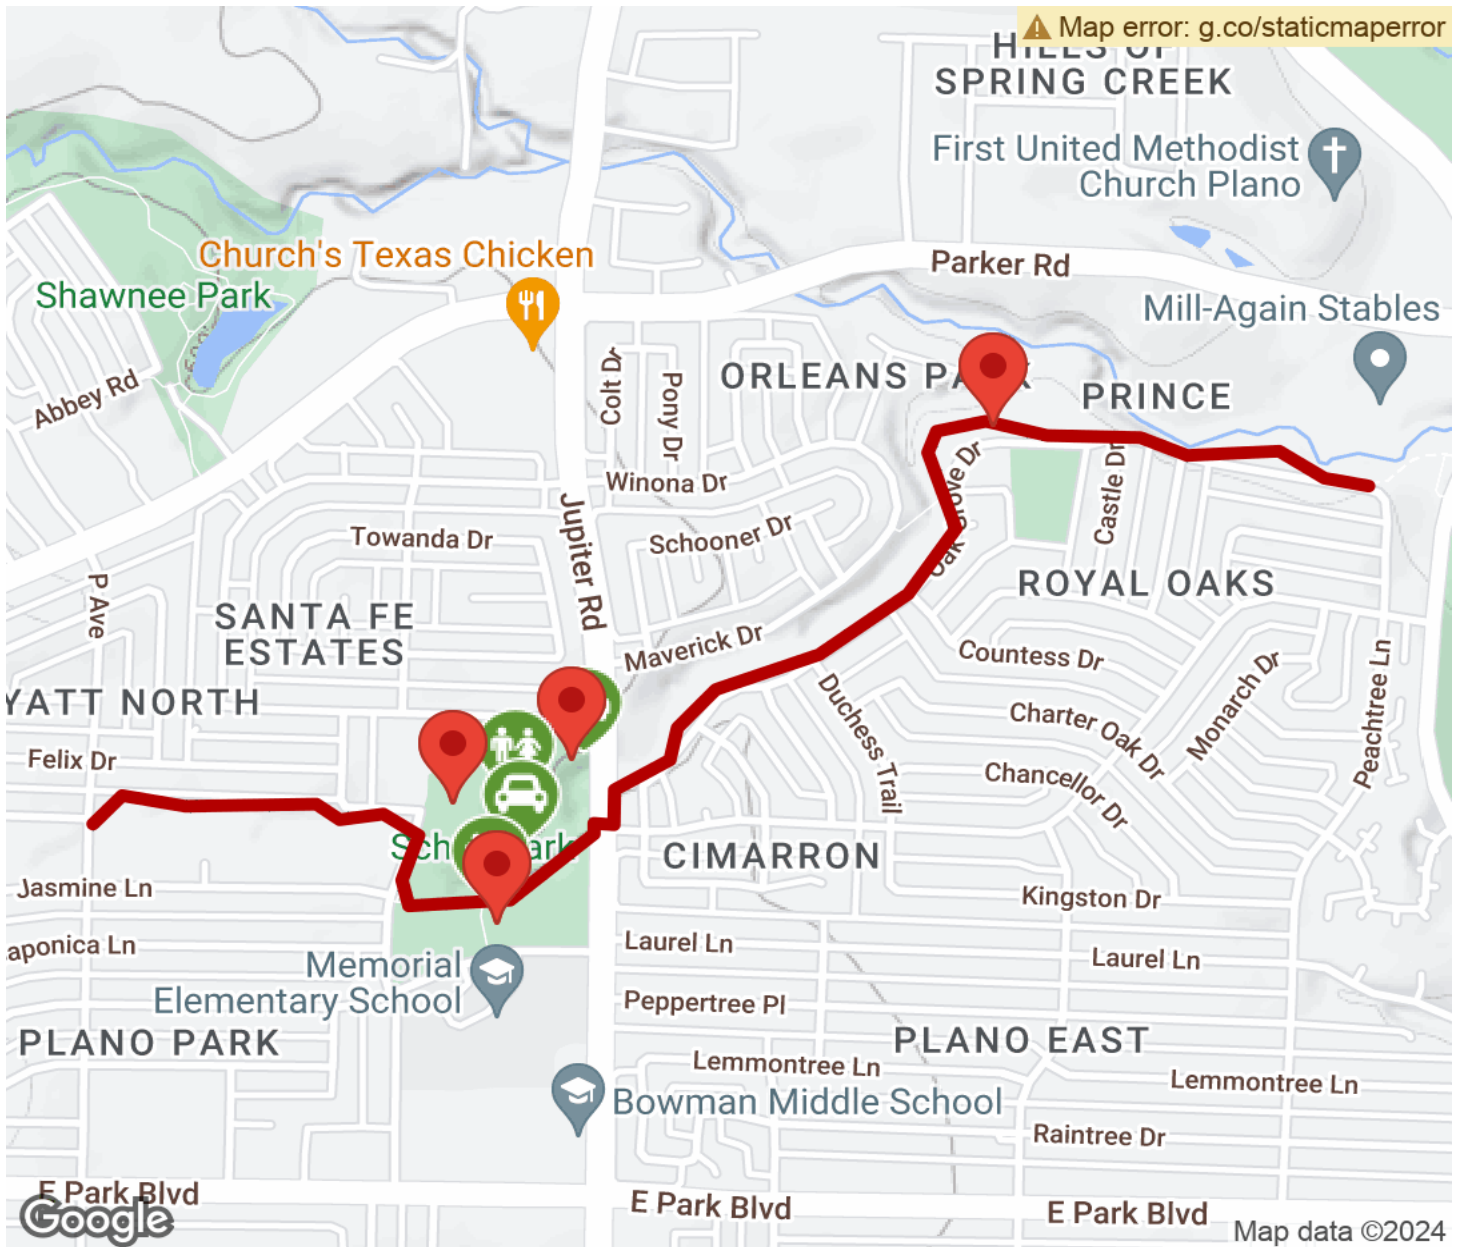 Map error: g.co/staticmaperror
HILLS OF
SPRING CREEK
First United Methodist
Church Plano
Church's Texas Chicken
Parker Rd
Shawnee Park
Mill-Again Stables
Abbey Rd
Colt Dr
Pony Dr
ORLEANS
PRINCE
Winona Dr
Castle Dr
Jupiter Rd
Towanda Dr
Schooner Dr
P Ave
ROYAL OAKS
SANTA FE
ESTATES
Maverick Dr
Countess Dr
Monarch Dr
Peachtree Ln
YATT NORTH
Duchess Trail
Charter Oak Dr
Felix Dr
Chancellor Dr
CIMARRON
Jasmine Ln
Kingston Dr
aponica Ln
Laurel Ln
Laurel Ln
Memorial
Elementary School
Peppertree Pl
PLANO PARK
PLANO EAST
Lemmontree Ln
Lemmontree Ln
Bowman Middle School
Raintree Dr
E Park Blvd
E Park Blvd
E Park Blvd
Google
Map data ©2024